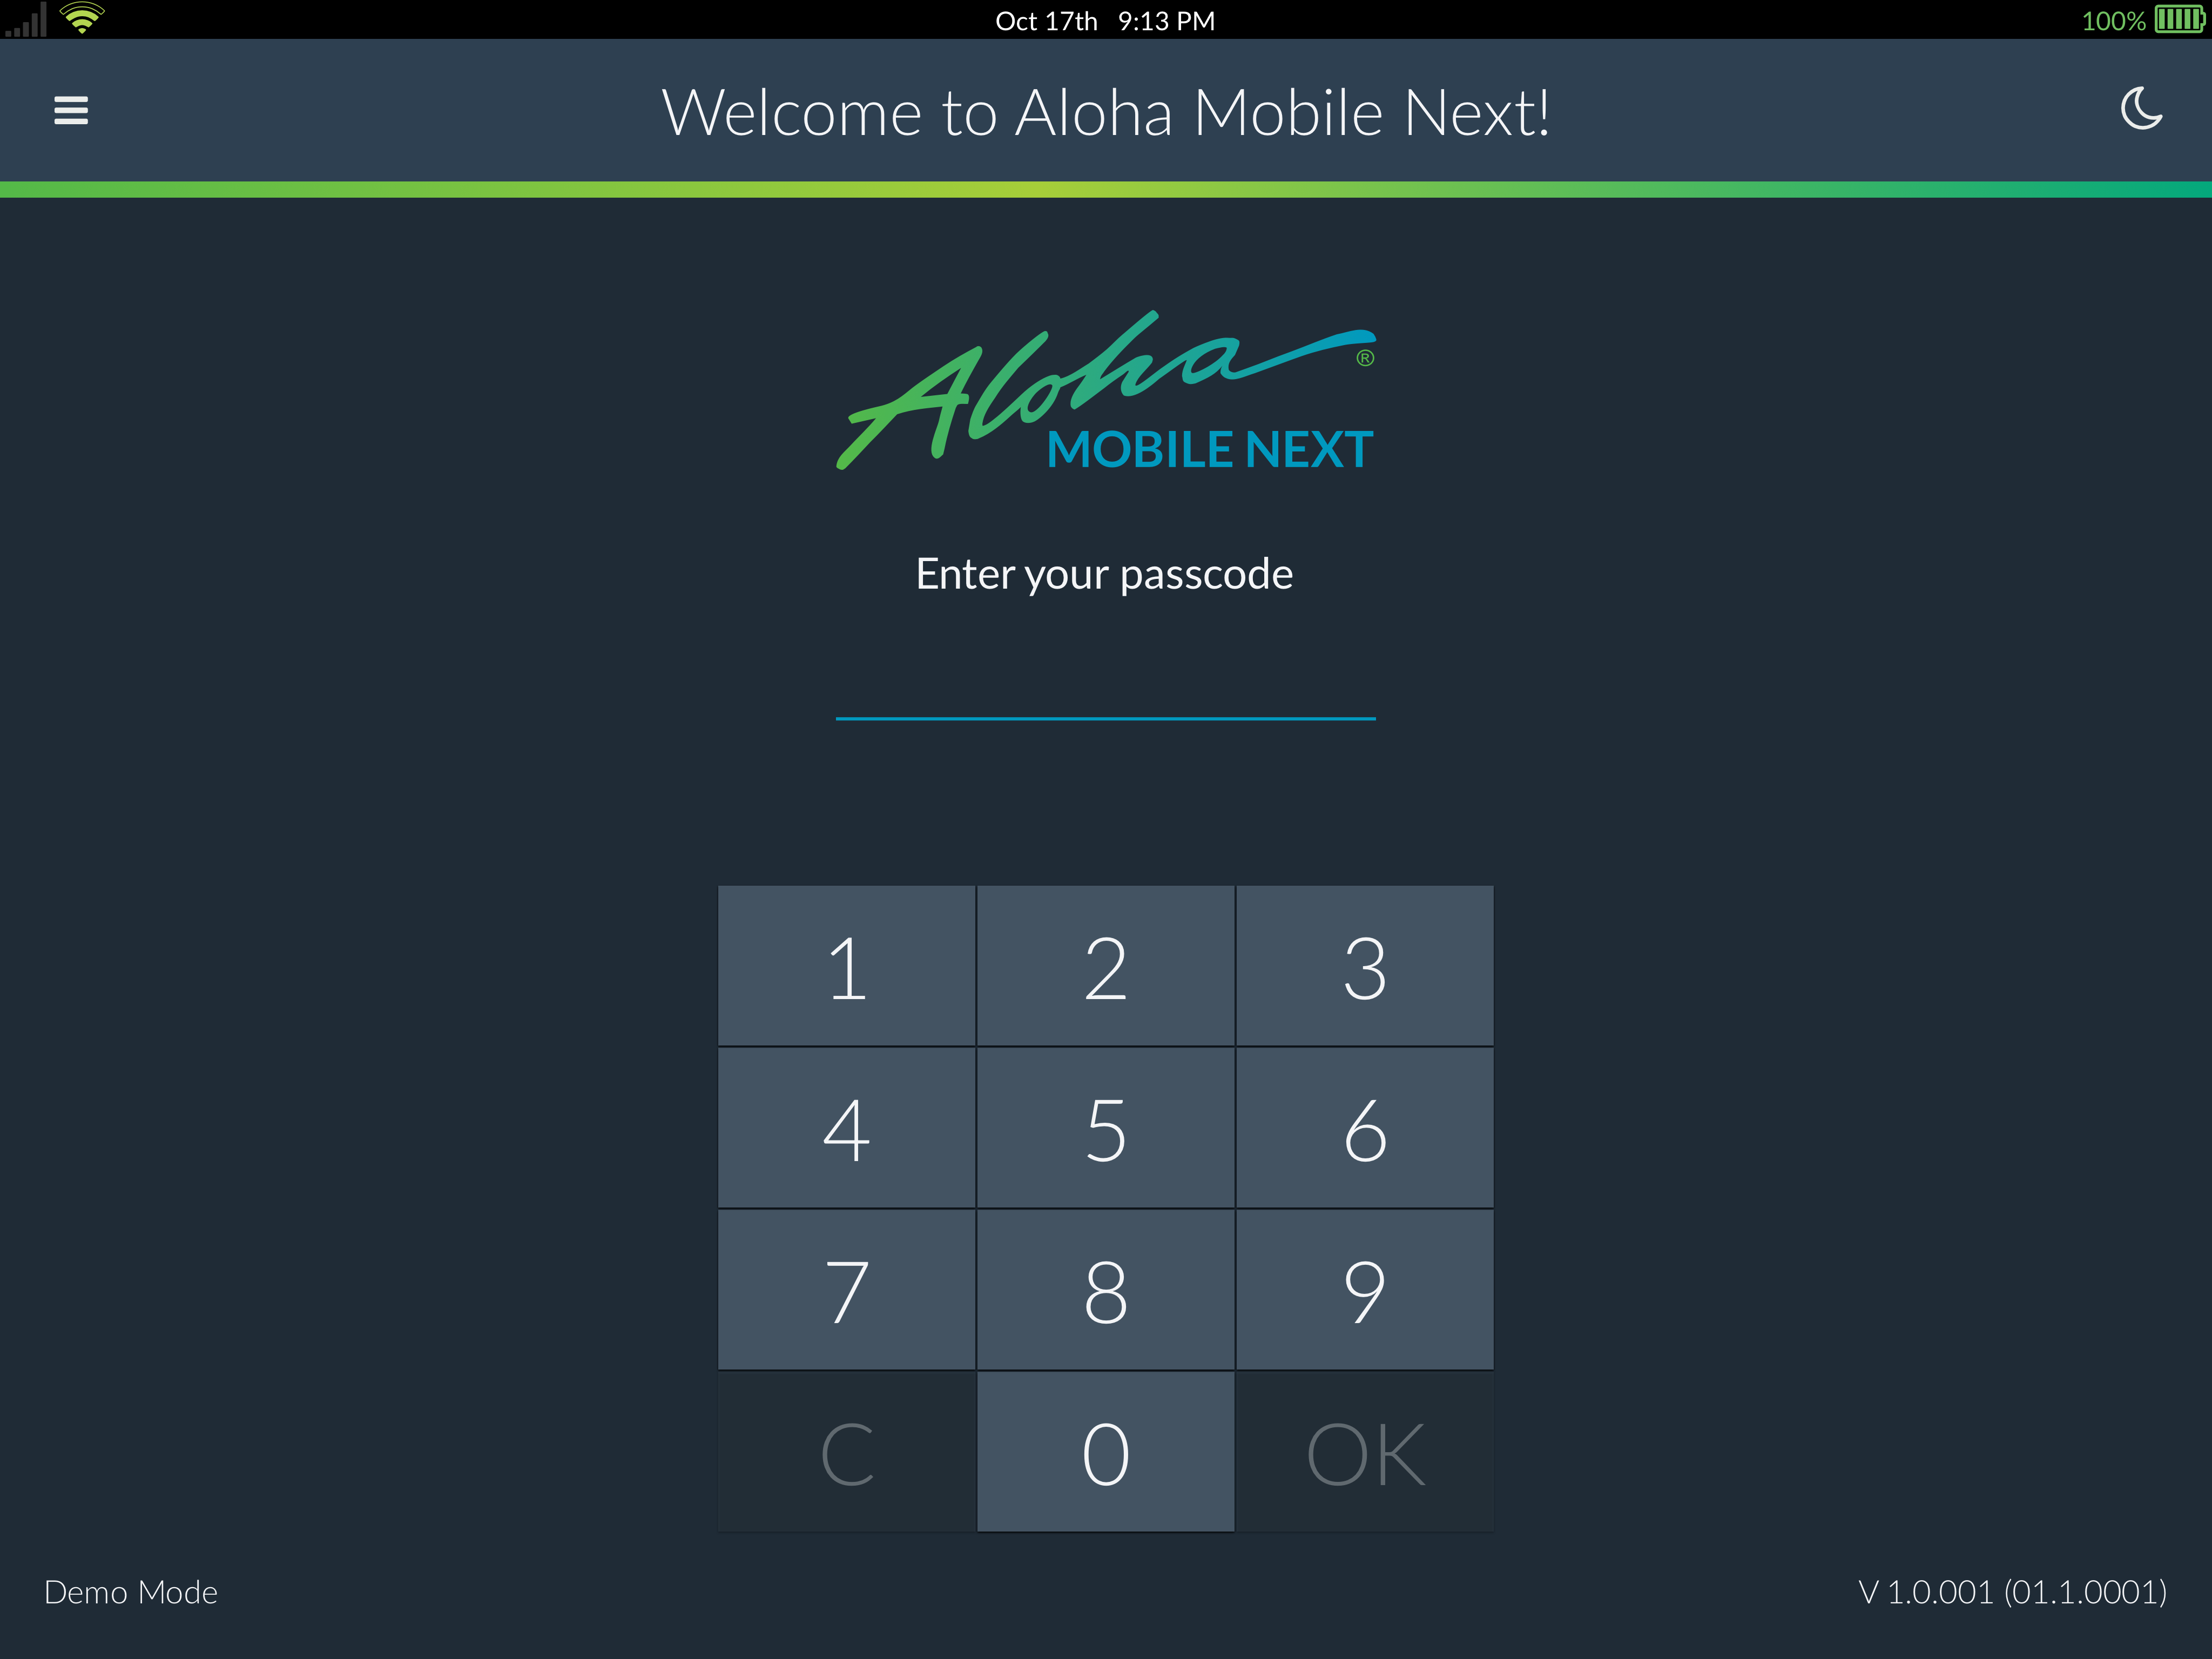 Oct 17th 9:13 PM
100%
Welcome to Aloha Mobile Next!
Aloha ®
MOBILE NEXT
Enter your passcode
1 2 3
4 5 6
7 8 9
C 0 OK
Demo Mode
V 1.0.001 (01.1.0001)